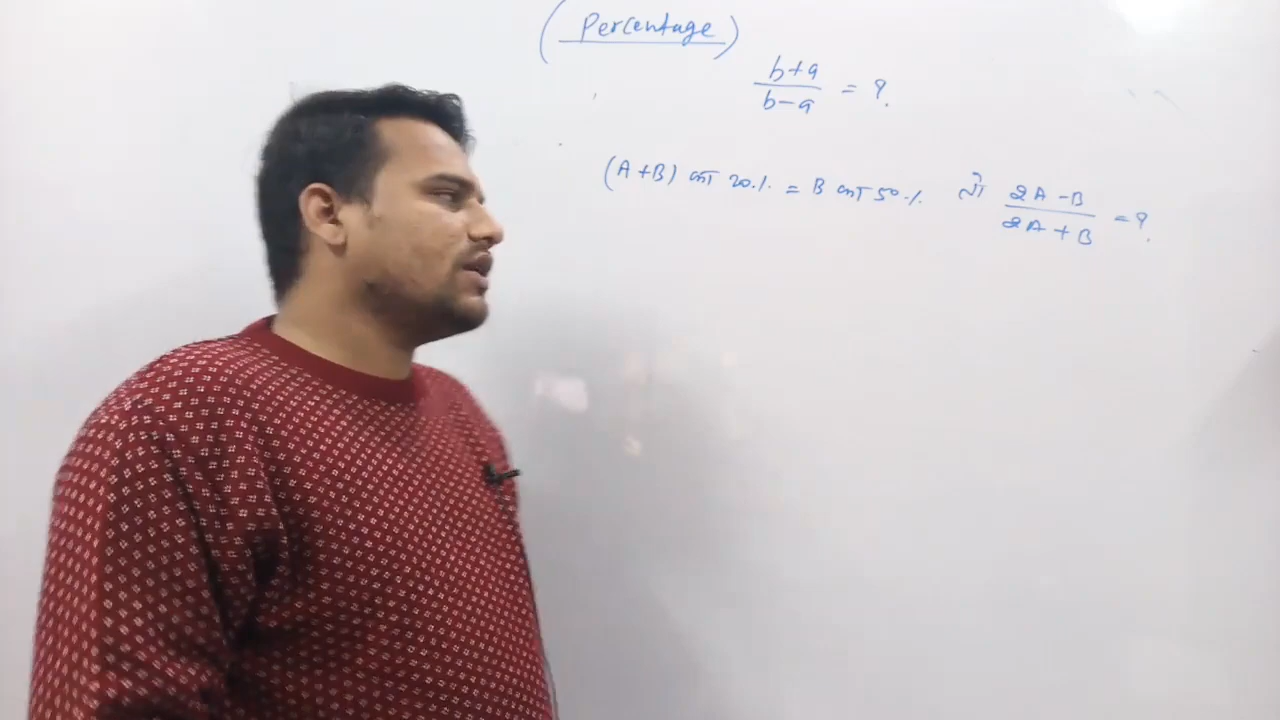 (Percentage)
b+a
b-a = ?
(A+B) का 20% = B का 50% तो 2A-B
2A+B = ?